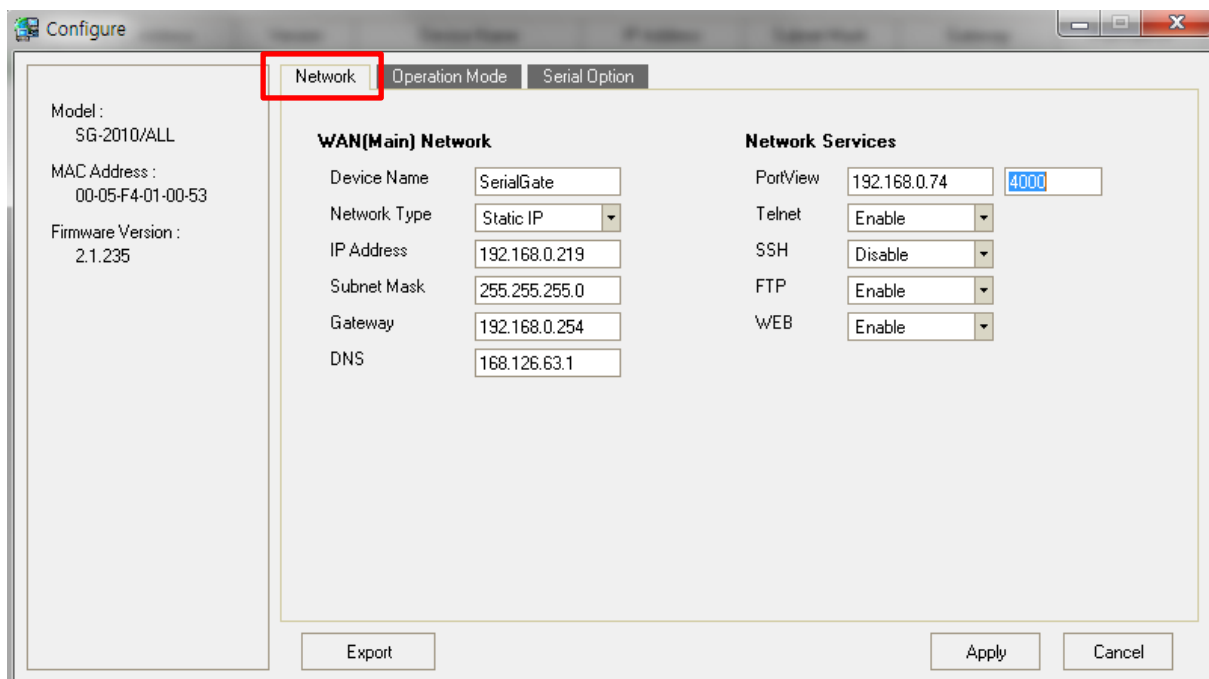 Configure
Network Operation Mode Serial Option
Model :
SG-2010/ALL
MAC Address :
00-05-F4-01-00-53
Firmware Version :
2.1.235
WAN(Main) Network
Device Name SerialGate
Network Type Static IP
IP Address 192.168.0.219
Subnet Mask 255.255.255.0
Gateway 192.168.0.254
DNS 168.126.63.1
Network Services
PortView 192.168.0.74 4000
Telnet Enable
SSH Disable
FTP Enable
WEB Enable
Export Apply Cancel